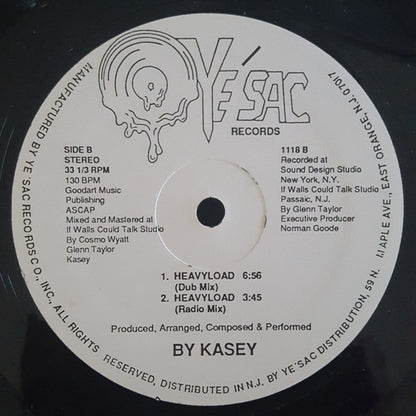 YE'SAC
RECORDS
SIDE B
STEREO
33 1/3 RPM
130 BPM
Goodart Music
Publishing
ASCAP
Mixed and Mastered at
If Walls Could Talk Studio
By Cosmo Wyatt
Glenn Taylor
Kasey
1118 B
Recorded at
Sound Design Studio
New York, N.Y.
If Walls Could Talk Studio
Passaic, N.J.
By Glenn Taylor
Executive Producer
Norman Goode
1. HEAVYLOAD 6:56
(Dub Mix)
2. HEAVYLOAD 3:45
(Radio Mix)
Produced, Arranged, Composed & Performed
BY KASEY
MANUFACTURED BY YE'SAC RECORDS CO., INC., ALL RIGHTS RESERVED, DISTRIBUTED IN N.J. BY YE'SAC DISTRIBUTION, 59 N. MAPLE AVE., EAST ORANGE, N.J. 07017